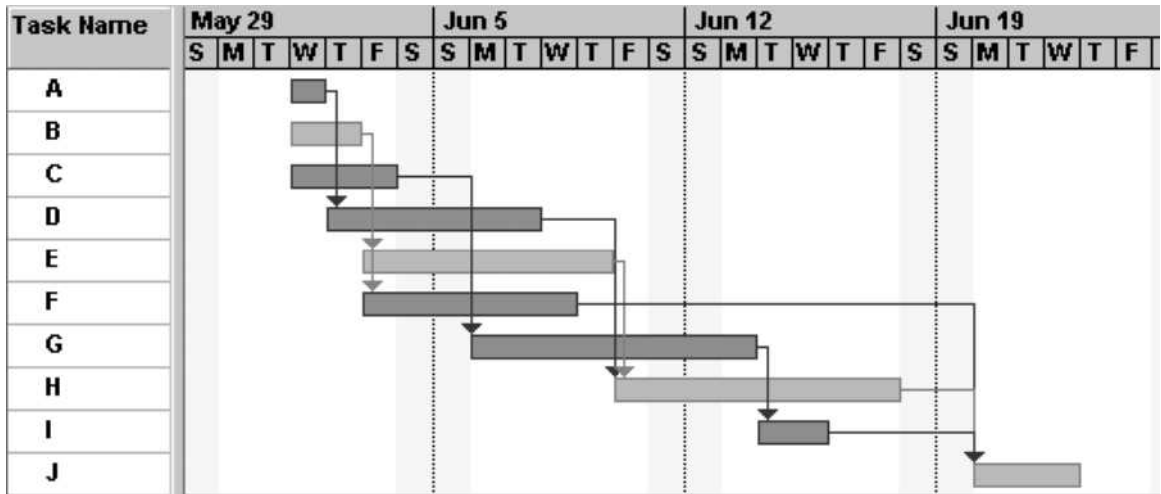 Task Name May 29 Jun 5 Jun 12 Jun 19
S M T W T F S S M T W T F S S M T W T F S S M T W T F
A
B
C
D
E
F
G
H
I
J